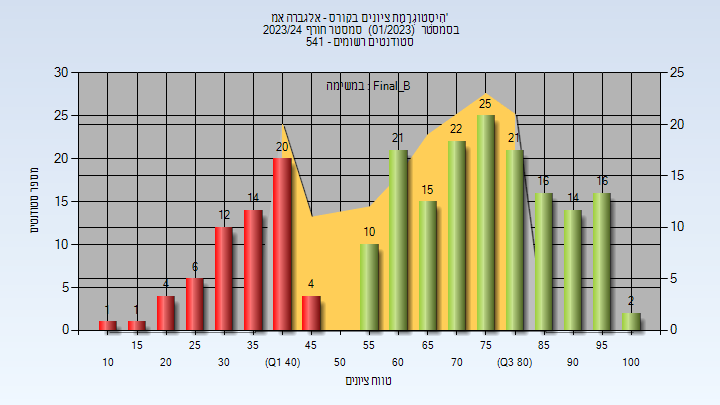 היסטוגרמת ציונים בקורס - אלגברה אמ'
בסמסטר (01/2023) סמסטר חורף 2023/24
סטודנטים רשומים - 541
במשימה : Final_B
30 25 20 15 10 5 0
מספר סטודנטים
25 20 15 10 5 0
1 1 4 6 12 14 20 4 10 21 15 22 25 21 16 14 16 2
15 25 35 45 55 65 75 85 95
10 20 30 (Q1 40) 50 60 70 (Q3 80) 90 100
טווח ציונים